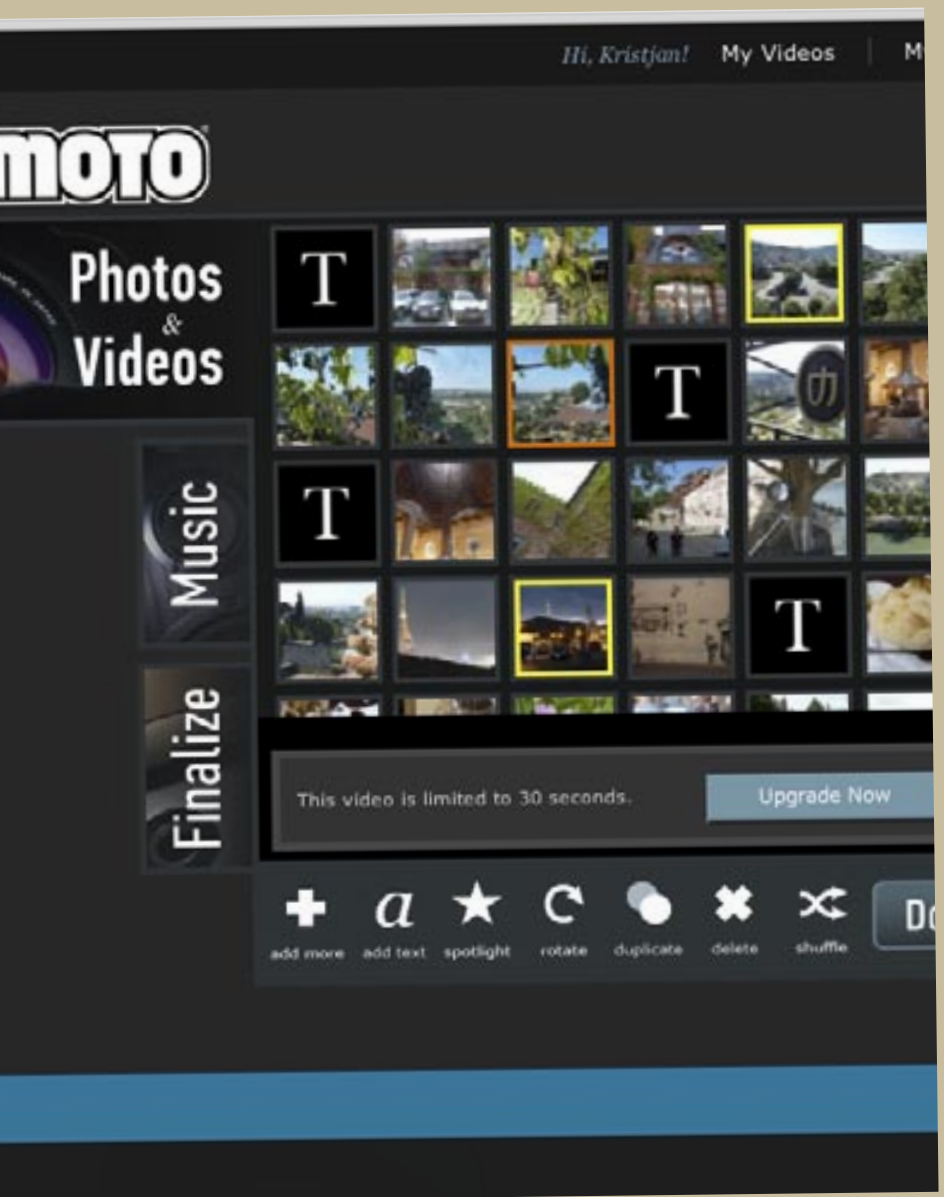 Hi, Kristjan! My Videos
MOTO
Photos
&
Videos
T
T
T
T
Music
Finalize
This video is limited to 30 seconds.
Upgrade Now
add more add text spotlight rotate duplicate delete shuffle